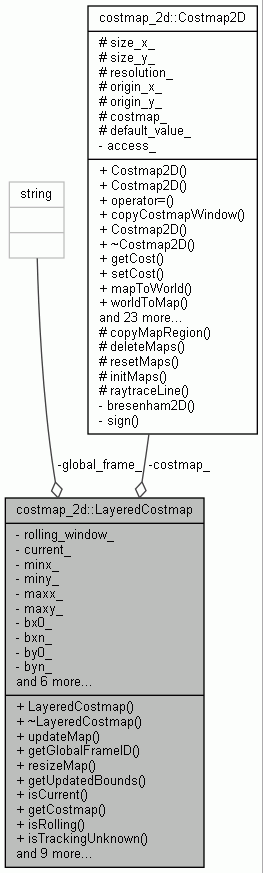 costmap_2d::Costmap2D
# size_x_
# size_y_
# resolution_
# origin_x_
# origin_y_
# costmap_
# default_value_
- access_
+ Costmap2D()
+ Costmap2D()
+ operator=()
+ copyCostmapWindow()
+ Costmap2D()
+ ~Costmap2D()
+ getCost()
+ setCost()
+ mapToWorld()
+ worldToMap()
and 23 more...
# copyMapRegion()
# deleteMaps()
# resetMaps()
# initMaps()
# raytraceLine()
- bresenham2D()
- sign()
string
-global_frame_
-costmap_
costmap_2d::LayeredCostmap
- rolling_window_
- current_
- minx_
- miny_
- maxx_
- maxy_
- bx0_
- bxn_
- by0_
- byn_
and 6 more...
+ LayeredCostmap()
+ ~LayeredCostmap()
+ updateMap()
+ getGlobalFrameID()
+ resizeMap()
+ getUpdatedBounds()
+ isCurrent()
+ getCostmap()
+ isRolling()
+ isTrackingUnknown()
and 9 more...